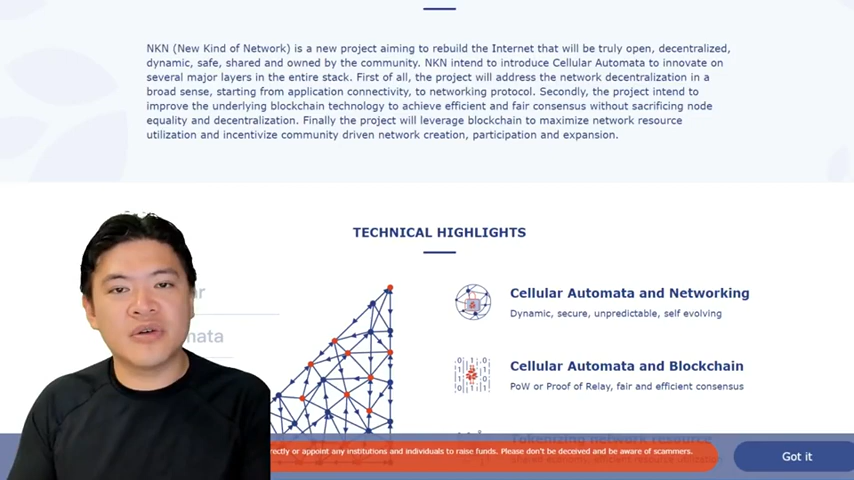 NKN (New Kind of Network) is a new project aiming to rebuild the Internet that will be truly open, decentralized,
dynamic, safe, shared and owned by the community. NKN intend to introduce Cellular Automata to innovate on
several major layers in the entire stack. First of all, the project will address the network decentralization in a
broad sense, starting from application connectivity, to networking protocol. Secondly, the project intend to
improve the underlying blockchain technology to achieve efficient and fair consensus without sacrificing node
equality and decentralization. Finally the project will leverage blockchain to maximize network resource
utilization and incentivize community driven network creation, participation and expansion.
TECHNICAL HIGHLIGHTS
Cellular Automata and Networking
Dynamic, secure, unpredictable, self evolving
Cellular Automata and Blockchain
PoW or Proof of Relay, fair and efficient consensus
Tokenizing network resource
or appoint any institutions and individuals to raise funds. Please don't be deceived and be aware of scammers.
Got it